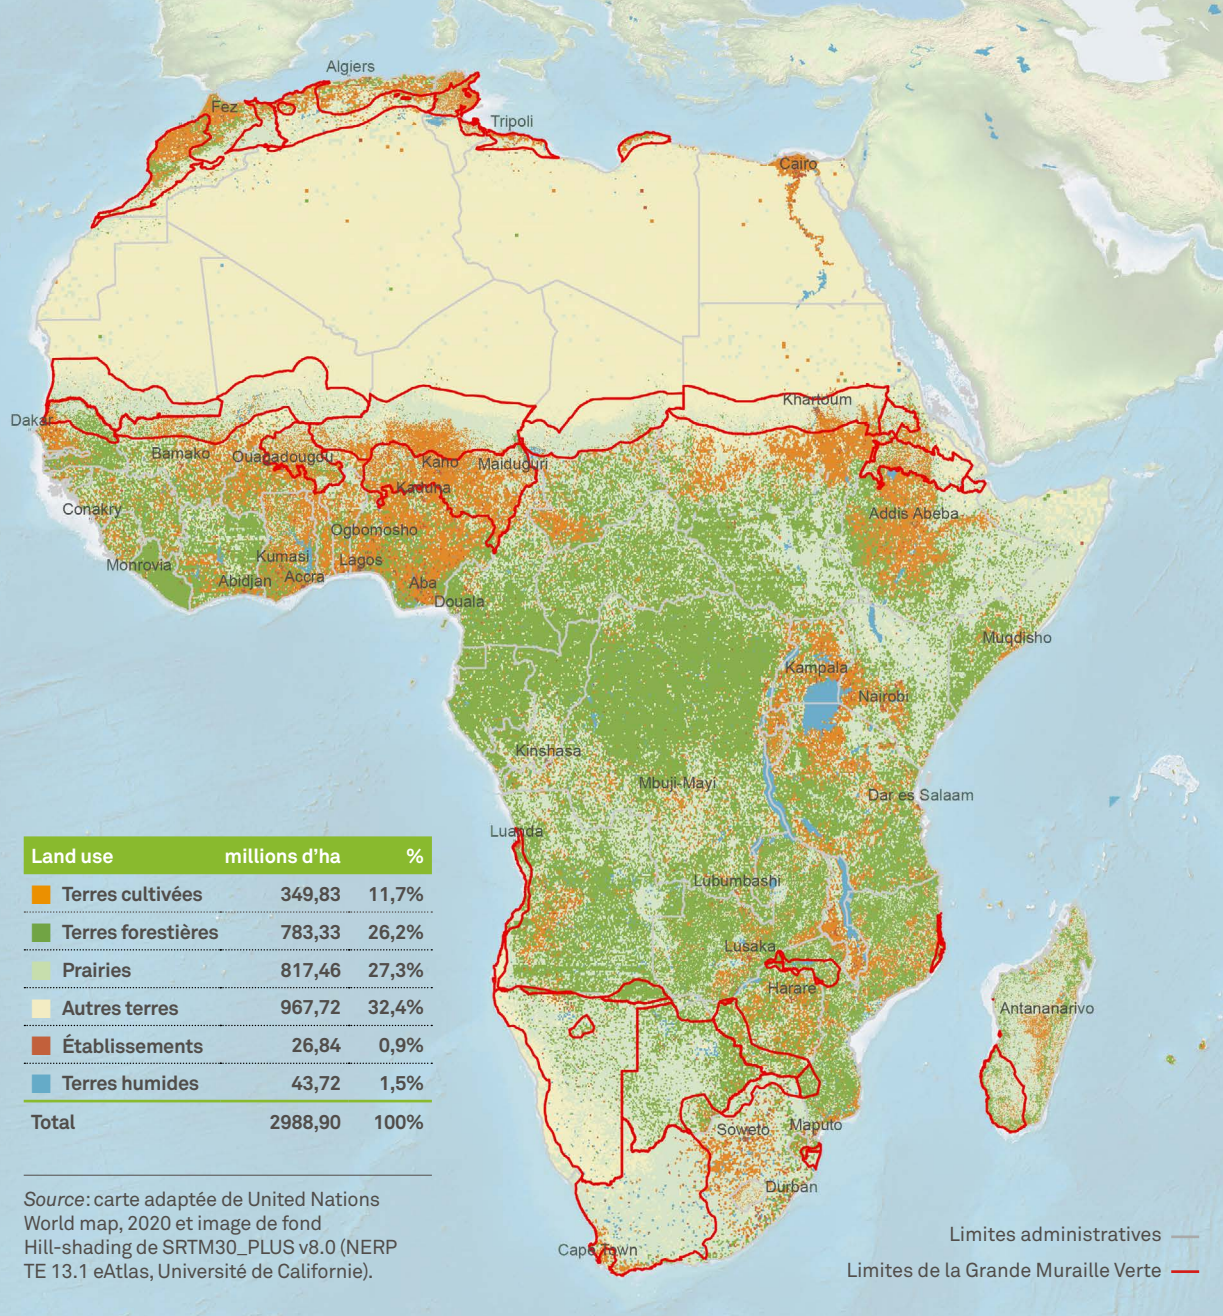 Algiers
Fez
Tripoli
Cairo
Khartoum
Dakar
Bamako
Ouagadougou
Kano
Maiduguri
Kaduna
Conakry
Addis Abeba
Ogbomosho
Monrovia
Kumasi
Lagos
Abidjan
Accra
Aba
Douala
Muqdisho
Kampala
Nairobi
Kinshasa
Mbuji-Mayi
Dar es Salaam
Luanda
Lubumbashi
Lusaka
Harare
Antananarivo
Soweto
Maputo
Durban
Cape Town
Land use millions d’ha %
Terres cultivées 349,83 11,7%
Terres forestières 783,33 26,2%
Prairies 817,46 27,3%
Autres terres 967,72 32,4%
Établissements 26,84 0,9%
Terres humides 43,72 1,5%
Total 2988,90 100%
Source: carte adaptée de United Nations
World map, 2020 et image de fond
Hill-shading de SRTM30_PLUS v8.0 (NERP
TE 13.1 eAtlas, Université de Californie).
Limites administratives
Limites de la Grande Muraille Verte